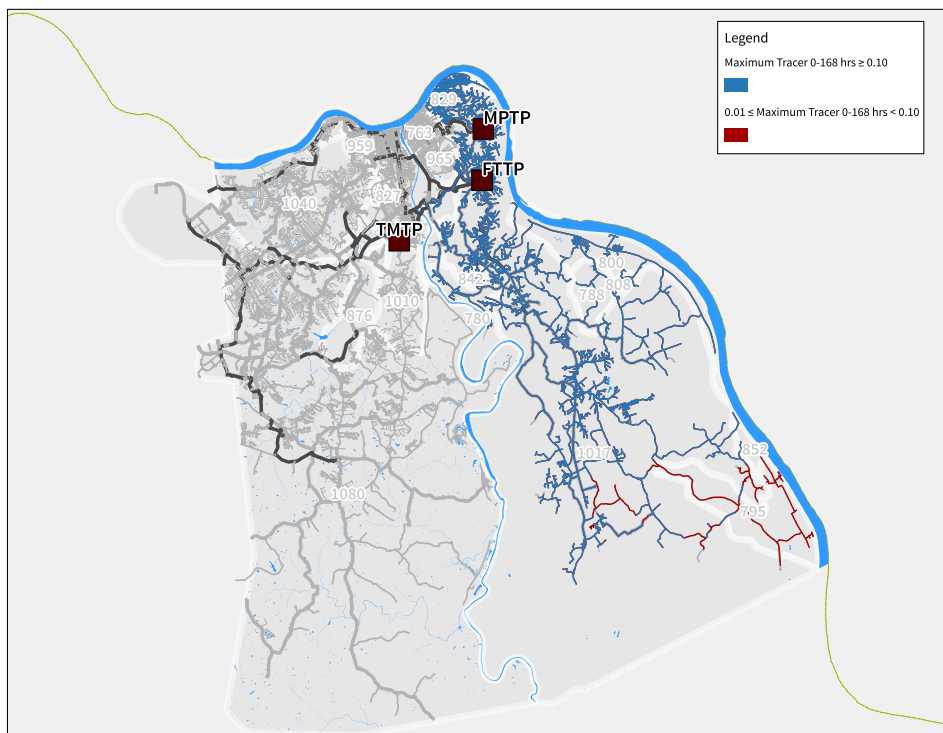 Legend
Maximum Tracer 0-168 hrs ≥ 0.10
0.01 ≤ Maximum Tracer 0-168 hrs < 0.10
829
MPTP
763
959
965
FTTP
827
1040
TMTP
800
842
808
788
1010
876
780
852
1017
1080
795